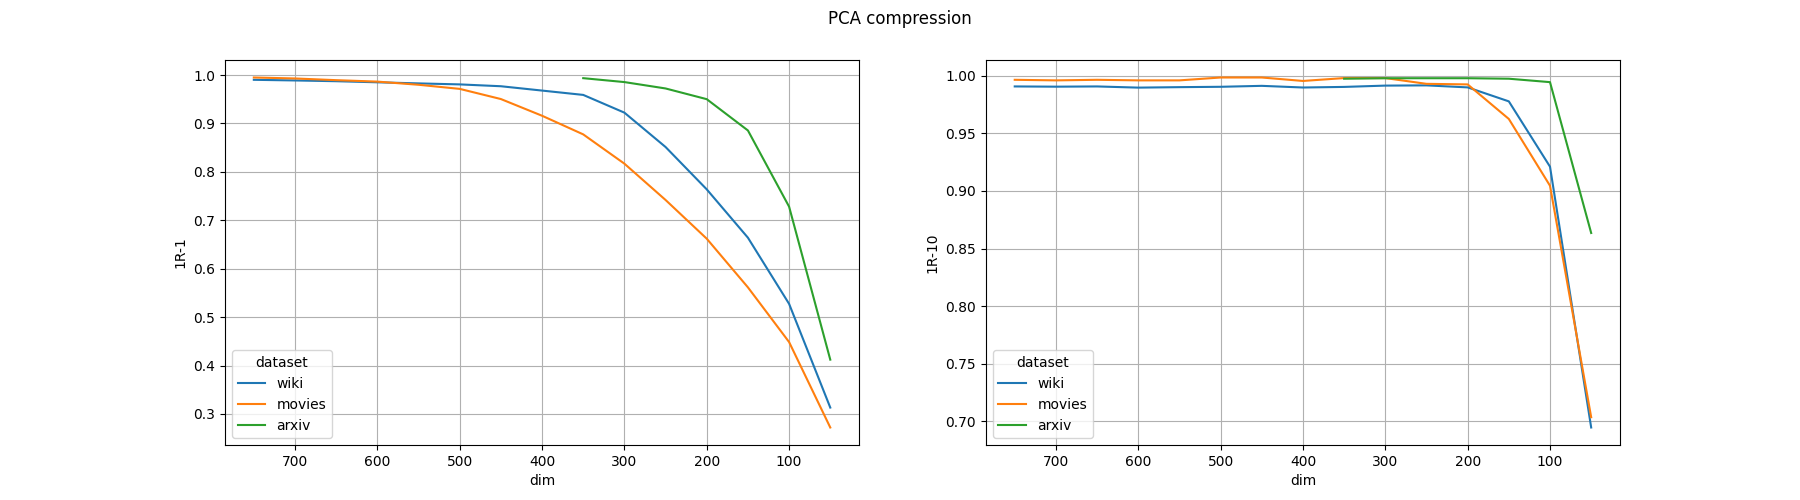 PCA compression
1.0
0.9
0.8
0.7
0.6
0.5
0.4
0.3
1R-1
dataset
wiki
movies
arxiv
700 600 500 400 300 200 100
dim
1.00
0.95
0.90
0.85
0.80
0.75
0.70
1R-10
dataset
wiki
movies
arxiv
700 600 500 400 300 200 100
dim